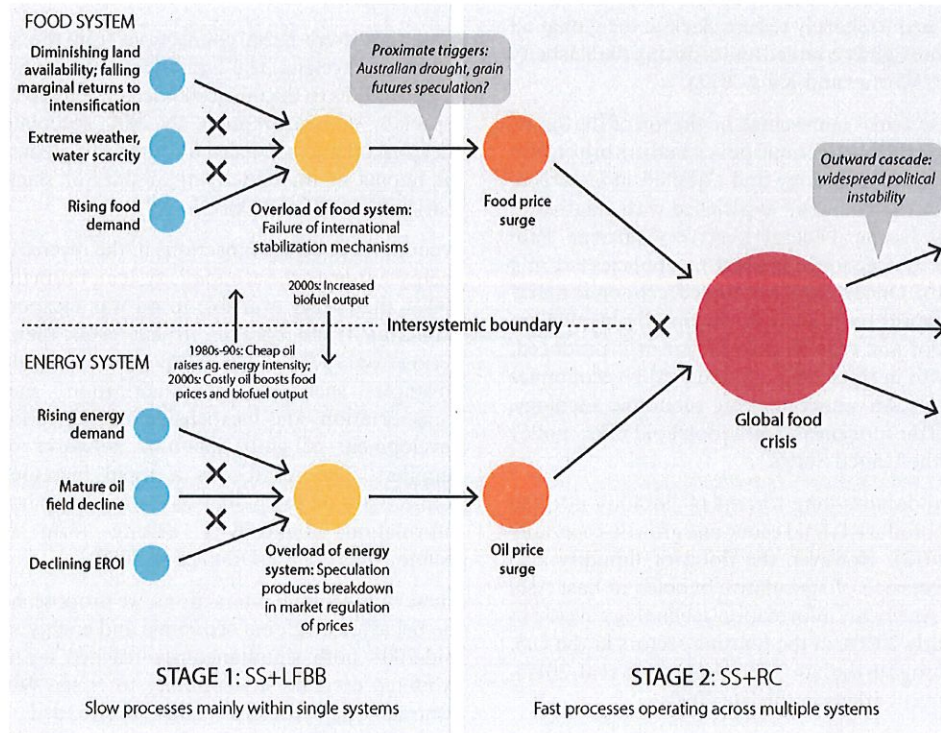 FOOD SYSTEM
Diminishing land
availability; falling
marginal returns to
intensification
Extreme weather,
water scarcity
Rising food
demand
Proximate triggers:
Australian drought, grain
futures speculation?
Overload of food system:
Failure of international
stabilization mechanisms
Food price
surge
Outward cascade:
widespread political
instability
2000s: Increased
biofuel output
Intersystemic boundary
ENERGY SYSTEM
1980s-90s: Cheap oil
raises ag. energy intensity;
2000s: Costly oil boosts food
prices and biofuel output
Rising energy
demand
Mature oil
field decline
Declining EROI
Overload of energy
system: Speculation
produces breakdown
in market regulation
of prices
Oil price
surge
Global food
crisis
STAGE 1: SS+LFBB
Slow processes mainly within single systems
STAGE 2: SS+RC
Fast processes operating across multiple systems